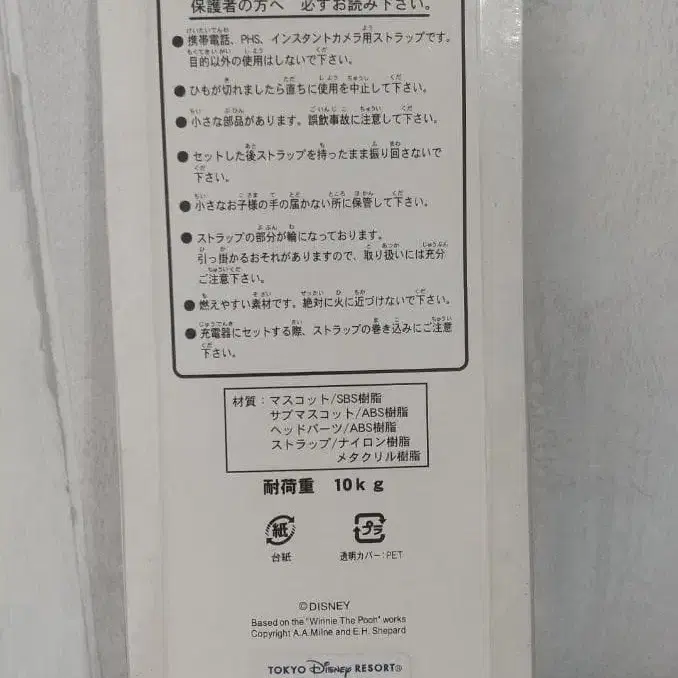 保護者の方へ 必ずお読み下さい。
● 携帯電話、PHS、インスタントカメラ用ストラップです。
目的以外の使用はしないで下さい。
● ひもが切れましたら直ちに使用を中止して下さい。
● 小さな部品があります。誤飲事故に注意して下さい。
● セットした後ストラップを持ったまま振り回さないで
下さい。
● 小さなお子様の手の届かない所に保管して下さい。
● ストラップの部分が輪になっております。
引っ掛かるおそれがありますので、取り扱いには充分
ご注意下さい。
● 燃えやすい素材です。絶対に火に近づけないで下さい。
● 充電器にセットする際、ストラップの巻き込みにご注意
下さい。
材質：マスコット/SBS樹脂
サブマスコット/ABS樹脂
ヘッドパーツ/ABS樹脂
ストラップ/ナイロン樹脂
メタクリル樹脂
耐荷重 10kg
紙
台紙
プラ
透明カバー：PET
©DISNEY
Based on the "Winnie The Pooh" works
Copyright A.A.Milne and E.H. Shepard
TOKYO Disney RESORT®